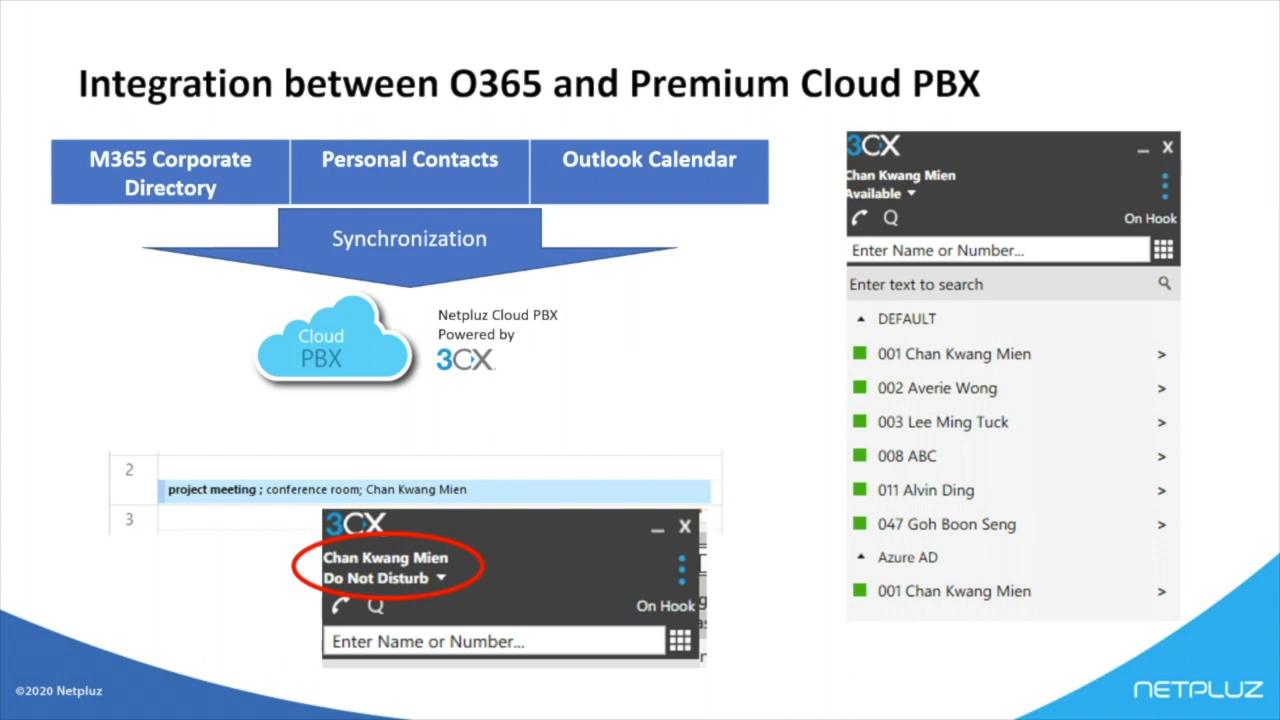 Integration between O365 and Premium Cloud PBX
M365 Corporate
Directory
Personal Contacts
Outlook Calendar
Synchronization
Cloud
PBX
Netpluz Cloud PBX
Powered by
3CX
2
project meeting ; conference room; Chan Kwang Mien
3
3CX
Chan Kwang Mien
Do Not Disturb
On Hook
Enter Name or Number...
3CX
Chan Kwang Mien
Available
On Hook
Enter Name or Number...
Enter text to search
DEFAULT
001 Chan Kwang Mien
002 Averie Wong
003 Lee Ming Tuck
008 ABC
011 Alvin Ding
047 Goh Boon Seng
Azure AD
001 Chan Kwang Mien
©2020 Netpluz
NETPLUZ